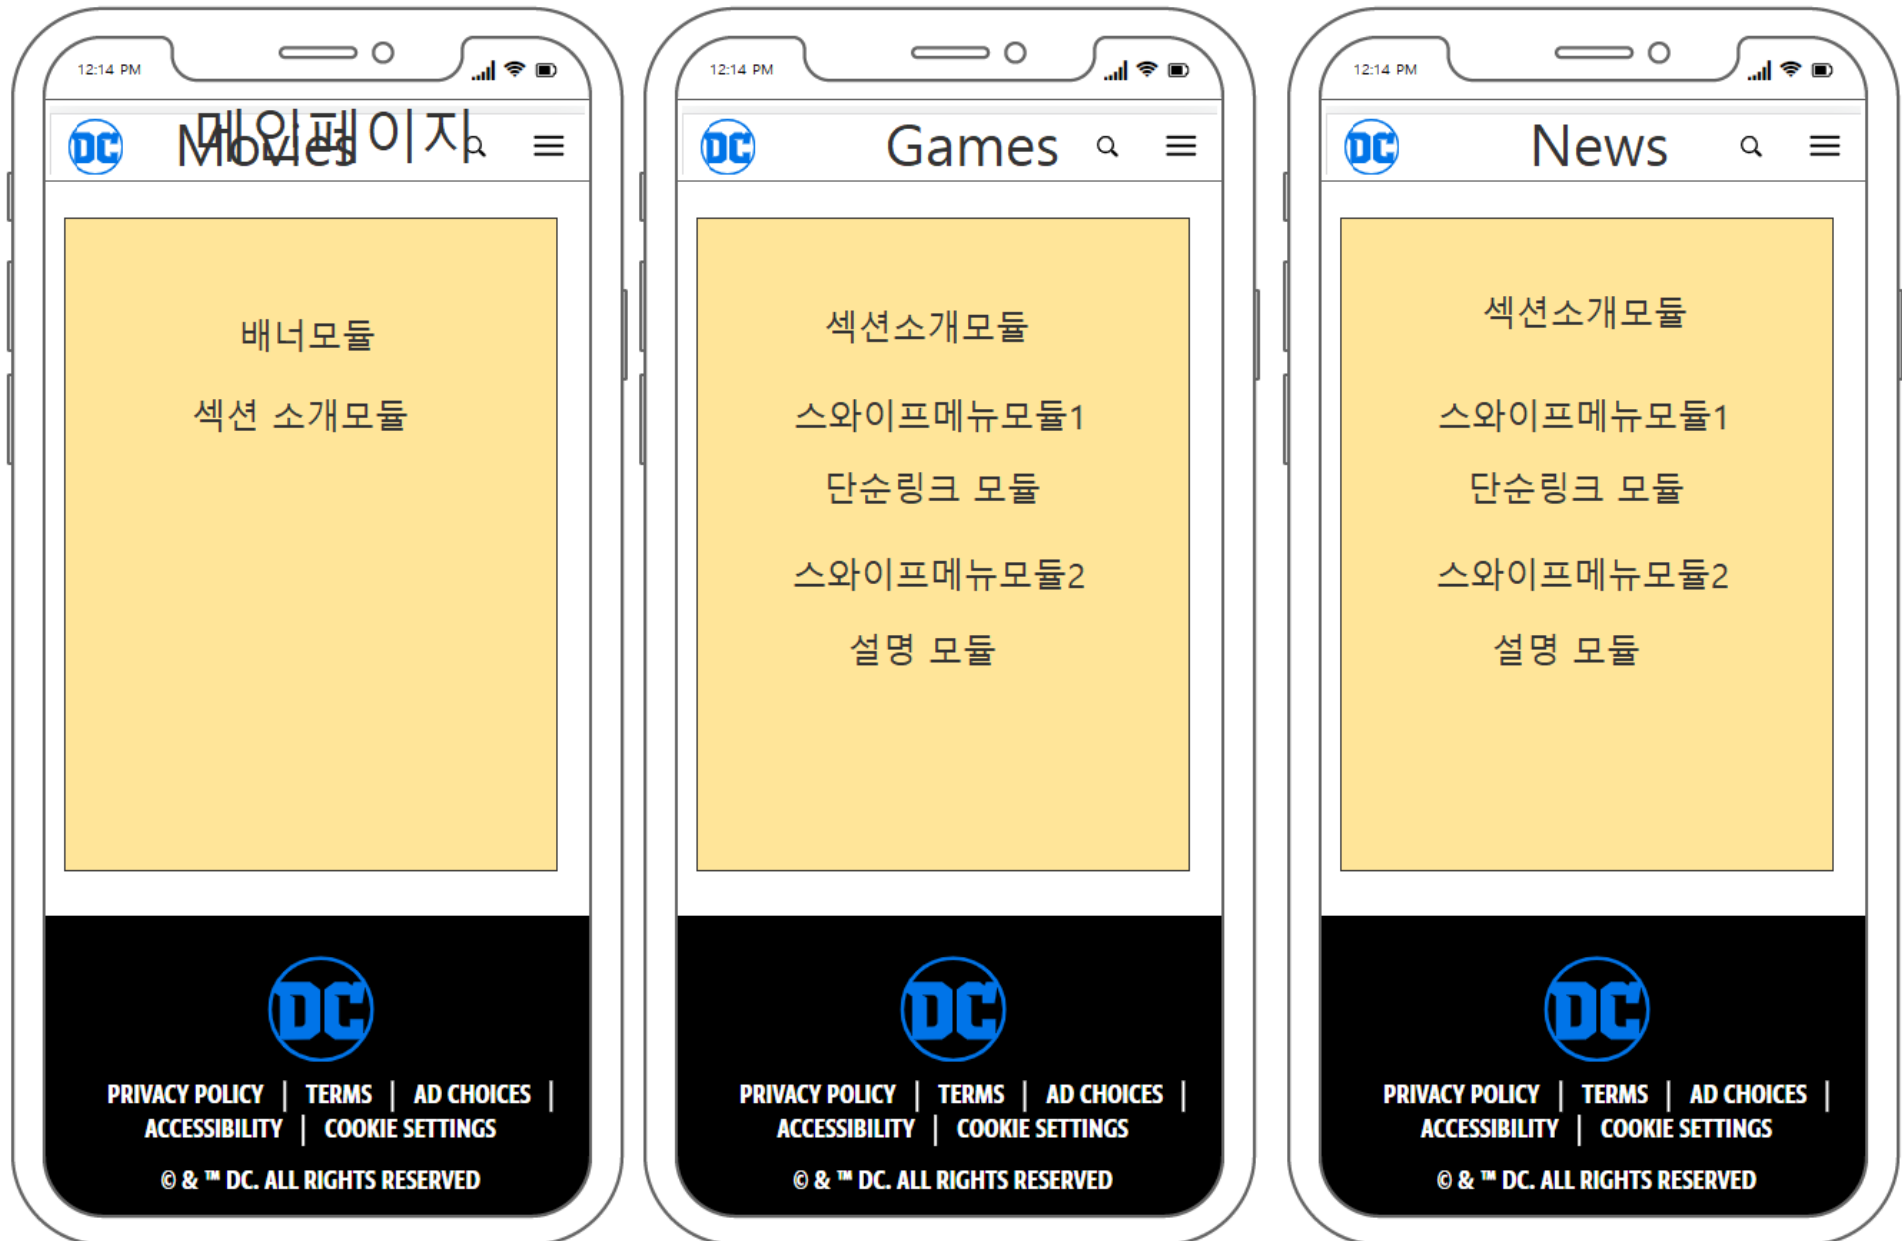 12:14 PM
DC
Movies
메인페이지
배너모듈
섹션 소개모듈
DC
PRIVACY POLICY | TERMS | AD CHOICES |
ACCESSIBILITY | COOKIE SETTINGS
© & ™ DC. ALL RIGHTS RESERVED
12:14 PM
DC
Games
섹션소개모듈
스와이프메뉴모듈1
단순링크 모듈
스와이프메뉴모듈2
설명 모듈
DC
PRIVACY POLICY | TERMS | AD CHOICES |
ACCESSIBILITY | COOKIE SETTINGS
© & ™ DC. ALL RIGHTS RESERVED
12:14 PM
DC
News
섹션소개모듈
스와이프메뉴모듈1
단순링크 모듈
스와이프메뉴모듈2
설명 모듈
DC
PRIVACY POLICY | TERMS | AD CHOICES |
ACCESSIBILITY | COOKIE SETTINGS
© & ™ DC. ALL RIGHTS RESERVED